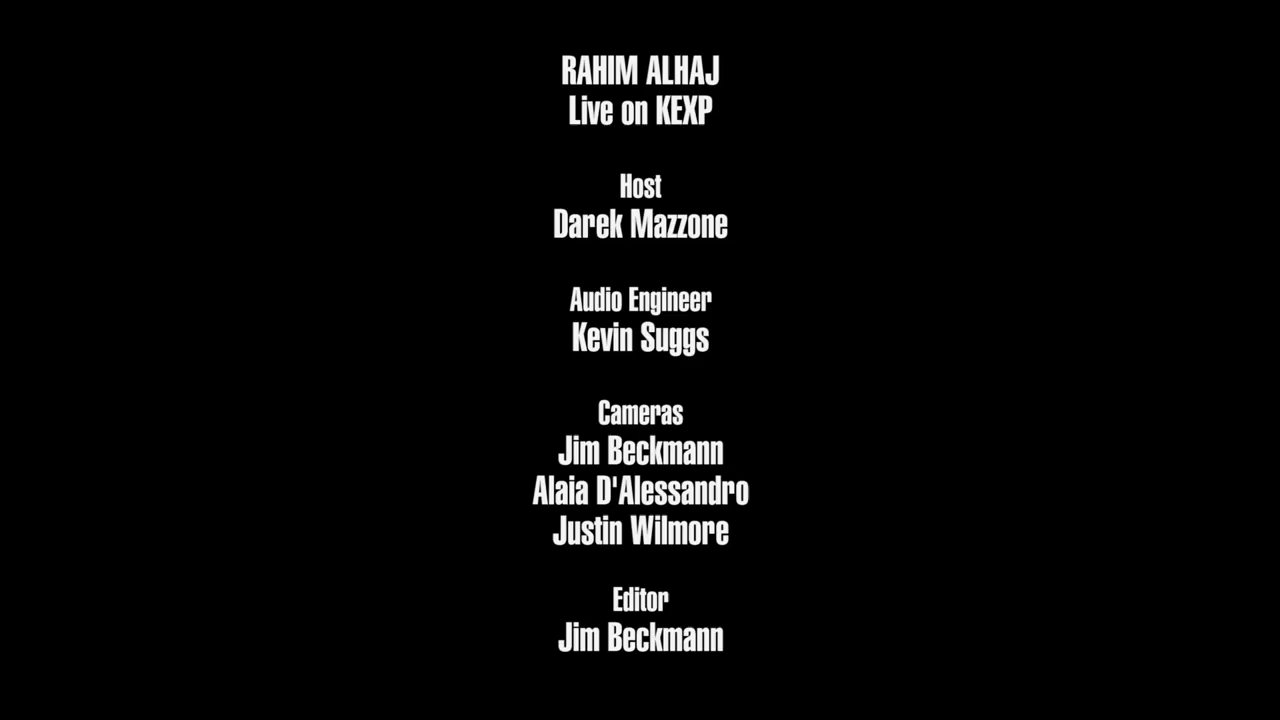 RAHIM ALHAJ
Live on KEXP
Host
Darek Mazzone
Audio Engineer
Kevin Suggs
Cameras
Jim Beckmann
Alaia D'Alessandro
Justin Wilmore
Editor
Jim Beckmann